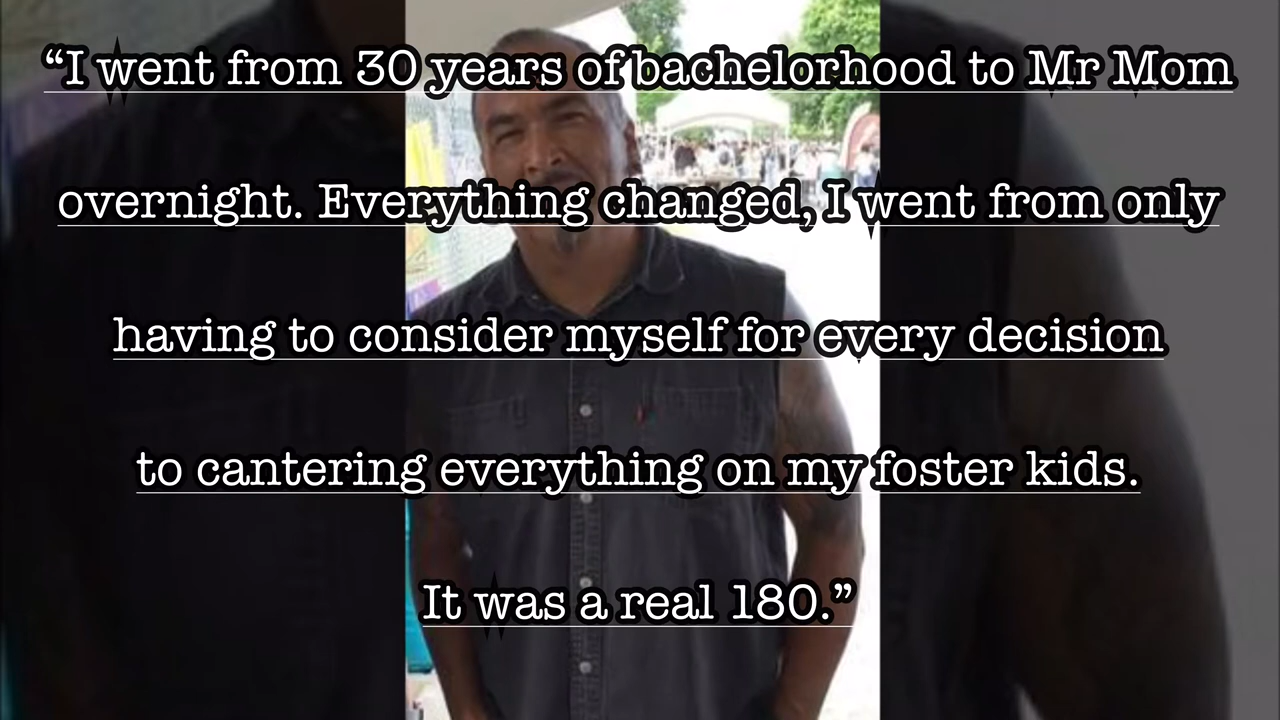 “I went from 30 years of bachelorhood to Mr Mom
overnight. Everything changed, I went from only
having to consider myself for every decision
to cantering everything on my foster kids.
It was a real 180.”